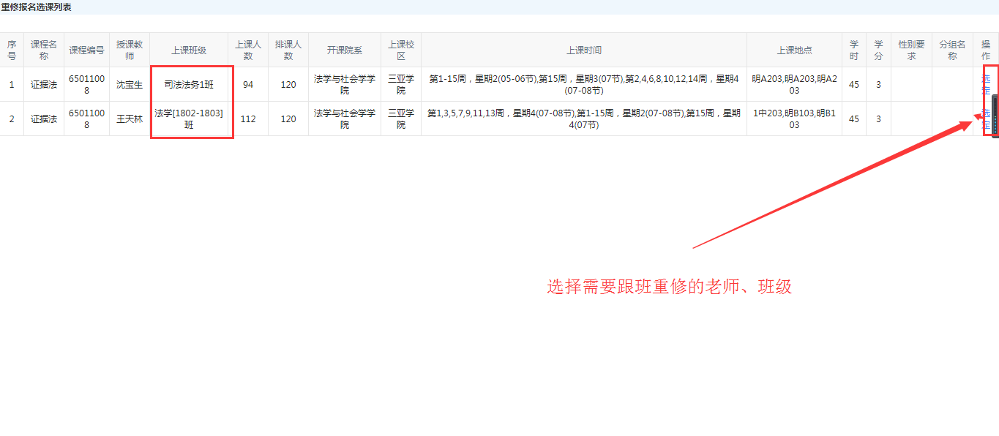 重修报名选课列表
序号 课程名称 课程编号 授课教师 上课班级 上课人数 排课人数 开课院系 上课校区 上课时间 上课地点 学时 学分 性别要求 分组名称 操作
1 证据法 65011008 沈宝生 司法法务1班 94 120 法学与社会学学院 三亚学院 第1-15周，星期2(05-06节),第15周，星期3(07节),第2,4,6,8,10,12,14周，星期4(07-08节) 明A203,明A203,明A203 45 3 选定
2 证据法 65011008 王天林 法学[1802-1803]班 112 120 法学与社会学学院 三亚学院 第1,3,5,7,9,11,13周，星期4(07-08节),第1-15周，星期2(07-08节),第15周，星期4(07节) 1中203,明B103,明B103 45 3 选定
选择需要跟班重修的老师、班级